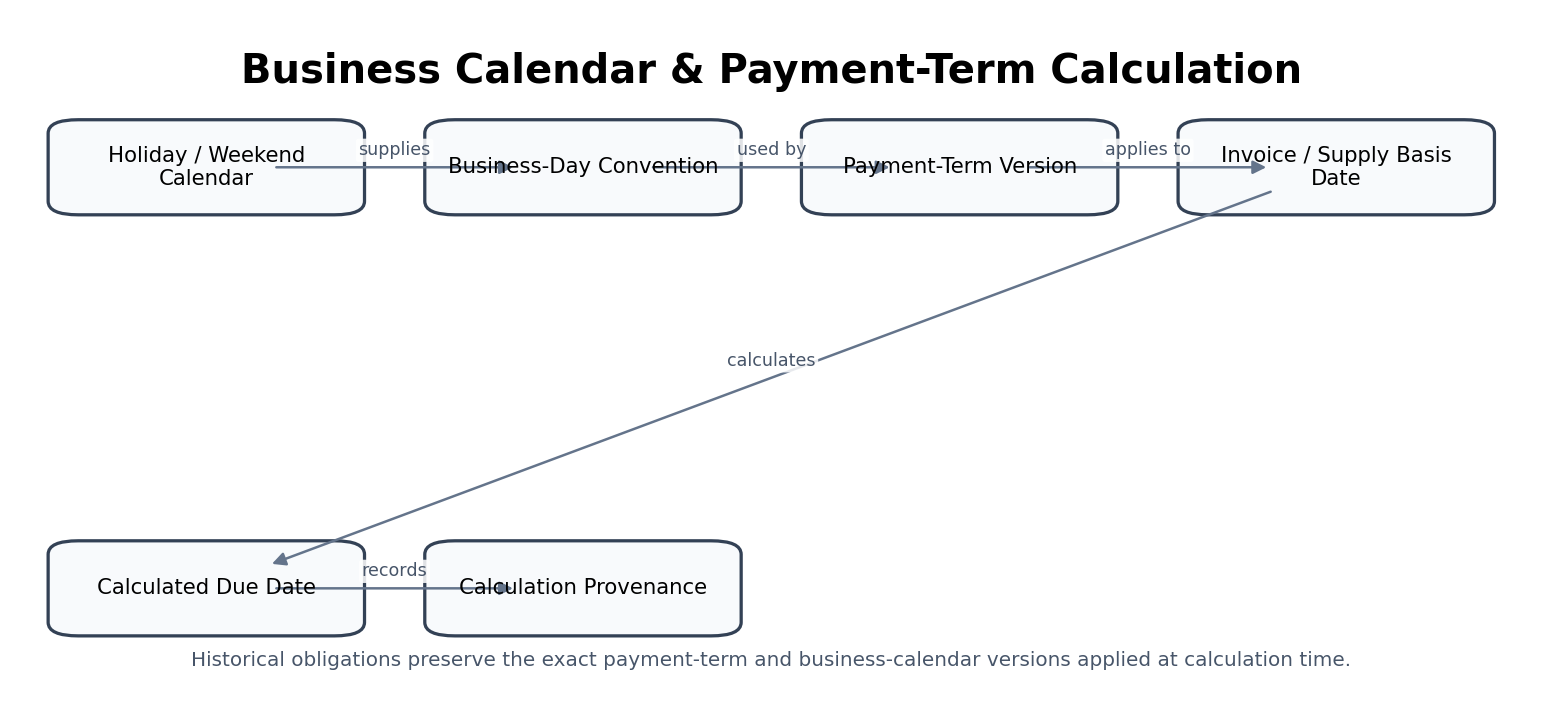 Business Calendar & Payment-Term Calculation
Holiday / Weekend
Calendar
supplies
Business-Day Convention
used by
Payment-Term Version
applies to
Invoice / Supply Basis
Date
calculates
Calculated Due Date
records
Calculation Provenance
Historical obligations preserve the exact payment-term and business-calendar versions applied at calculation time.